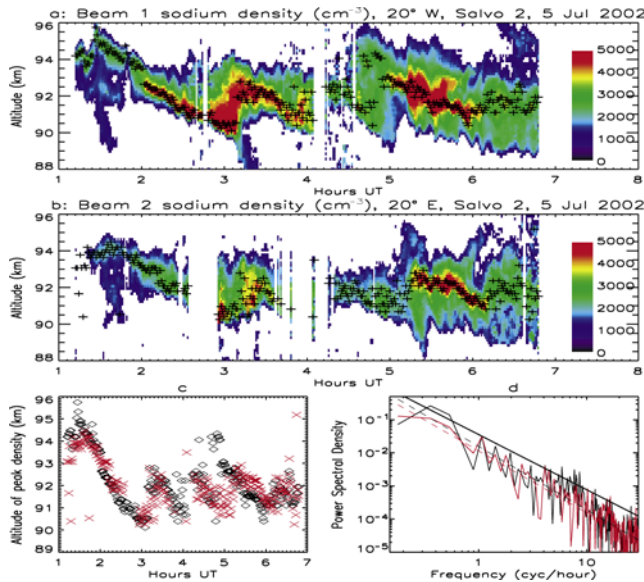 a: Beam 1 sodium density (cm⁻³), 20° W, Salvo 2, 5 Jul 2002
96
94
92
90
88
Altitude (km)
5000
4000
3000
2000
1000
0
1 2 3 4 5 6 7 8
Hours UT
b: Beam 2 sodium density (cm⁻³), 20° E, Salvo 2, 5 Jul 2002
96
94
92
90
88
Altitude (km)
5000
4000
3000
2000
1000
0
1 2 3 4 5 6 7 8
Hours UT
c
96
95
94
93
92
91
90
89
Altitude of peak density)
1 2 3 4 5 6 7
Hours UT
d
10⁻¹
10⁻²
10⁻³
10⁻⁴
10⁻⁵
Power Spectral Density
1 10
Frequency (cyc/hour)